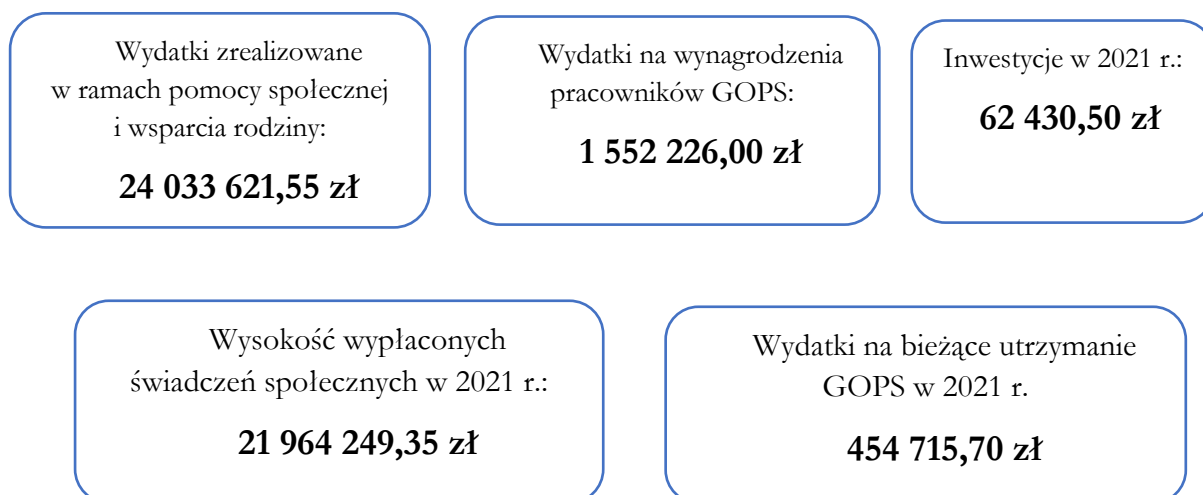 Wydatki zrealizowane
w ramach pomocy społecznej
i wsparcia rodziny:
24 033 621,55 zł
Wydatki na wynagrodzenia
pracowników GOPS:
1 552 226,00 zł
Inwestycje w 2021 r.:
62 430,50 zł
Wysokość wypłaconych
świadczeń społecznych w 2021 r.:
21 964 249,35 zł
Wydatki na bieżące utrzymanie
GOPS w 2021 r.
454 715,70 zł